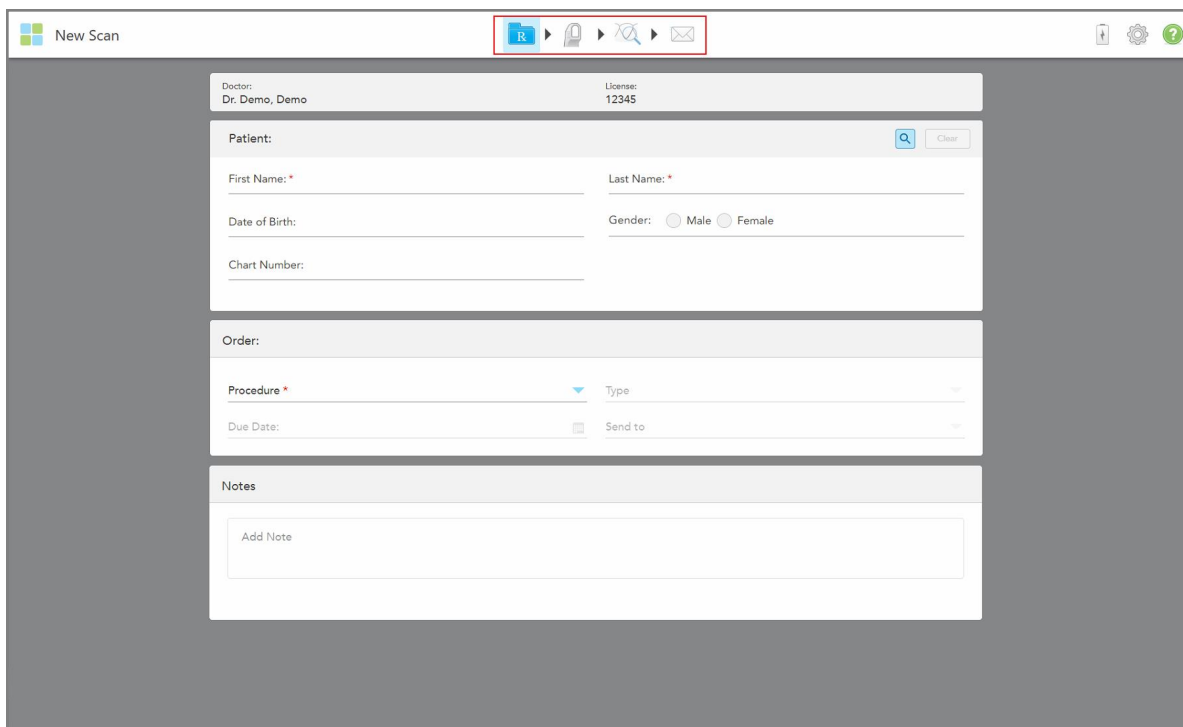 New Scan
R
?
Doctor:
Dr. Demo, Demo
License:
12345
Patient:
Clear
First Name: *
Last Name: *
Date of Birth:
Gender: Male Female
Chart Number:
Order:
Procedure *
Type
Due Date:
Send to
Notes
Add Note